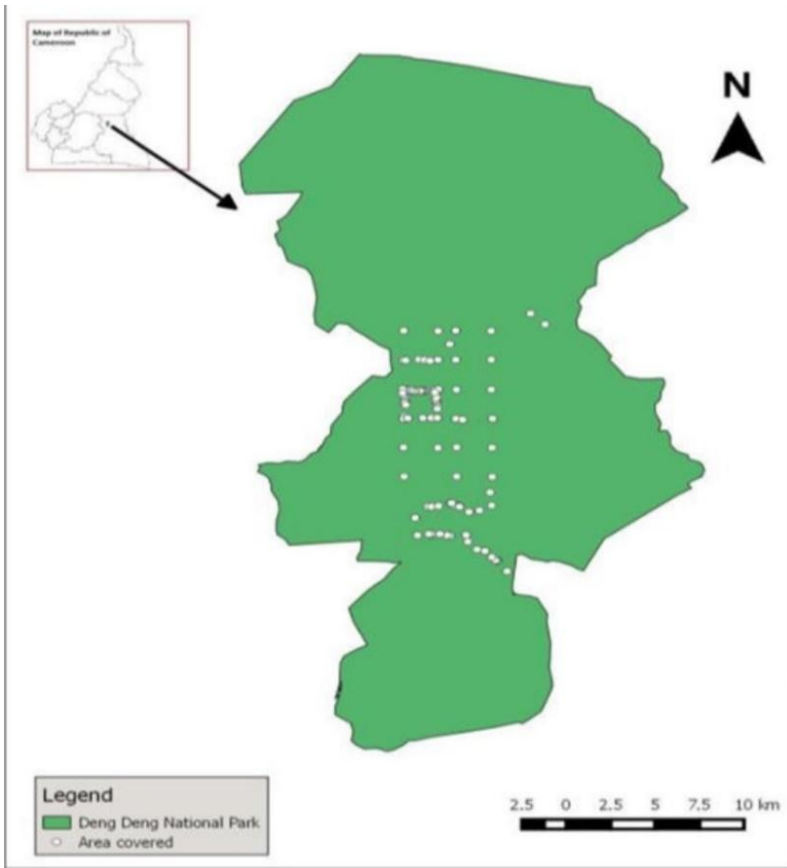 Map of Republic of
Cameroon
N
Legend
Deng Deng National Park
Area covered
2.5 0 2.5 5 7.5 10 km